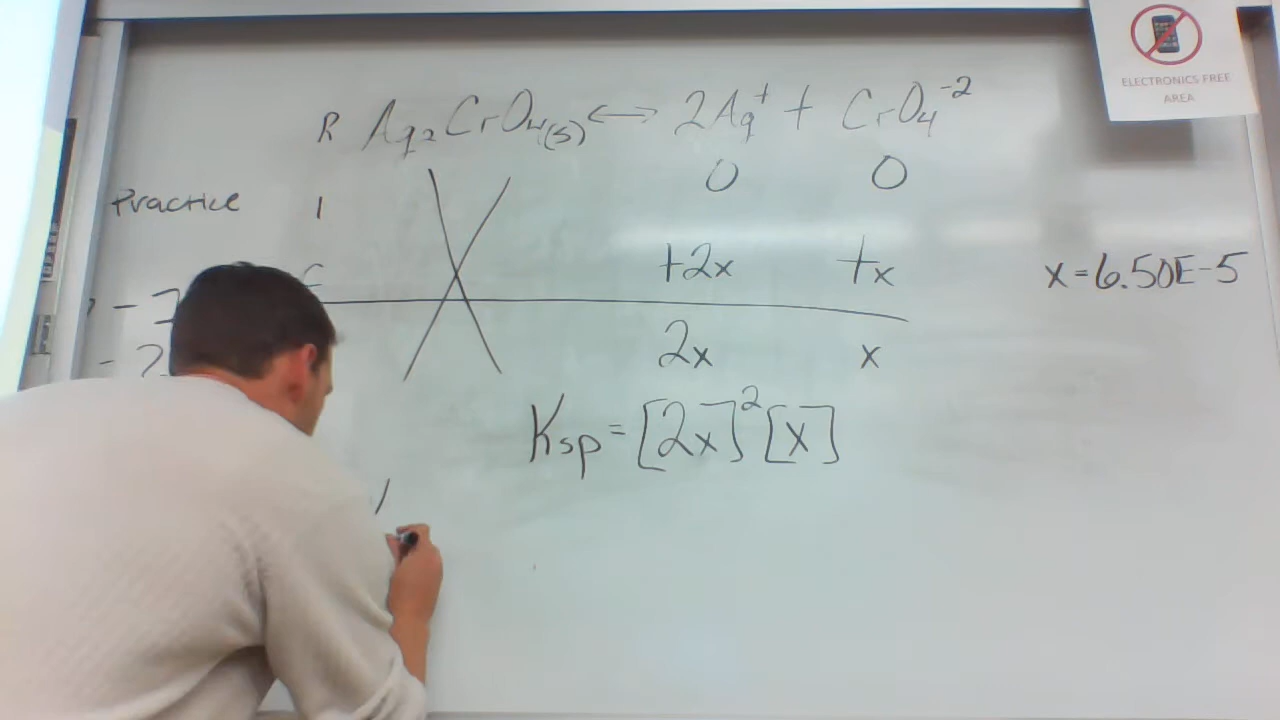 ELECTRONICS FREE
AREA
R Ag₂CrO₄(s) ⟷ 2Ag⁺ + CrO₄⁻²
Practice I 0 0
C +2x +x x=6.50E-5
2x x
Ksp=[2x]²[x]